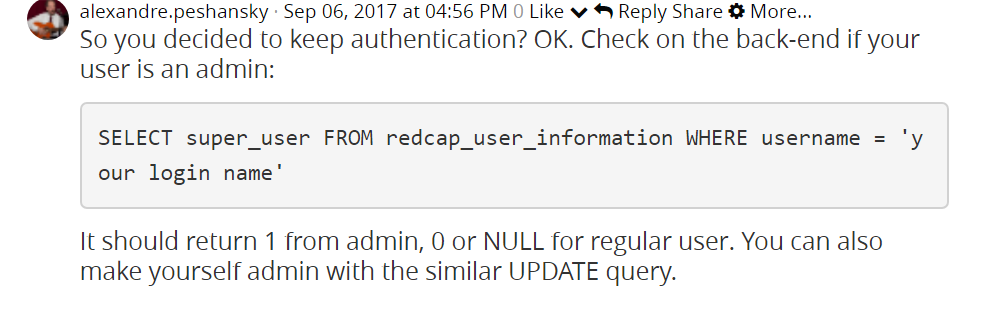 alexandre.peshansky · Sep 06, 2017 at 04:56 PM 0 Like Reply Share More...
So you decided to keep authentication? OK. Check on the back-end if your
user is an admin:
SELECT super_user FROM redcap_user_information WHERE username = 'y
our login name'
It should return 1 from admin, 0 or NULL for regular user. You can also
make yourself admin with the similar UPDATE query.